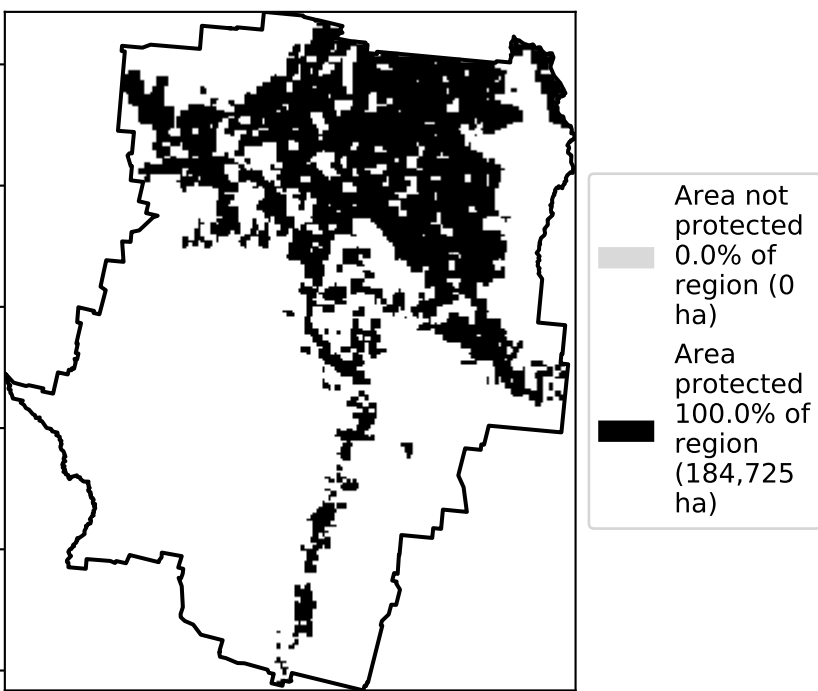 Area not
protected
0.0% of
region (0
ha)
Area
protected
100.0% of
region
(184,725
ha)